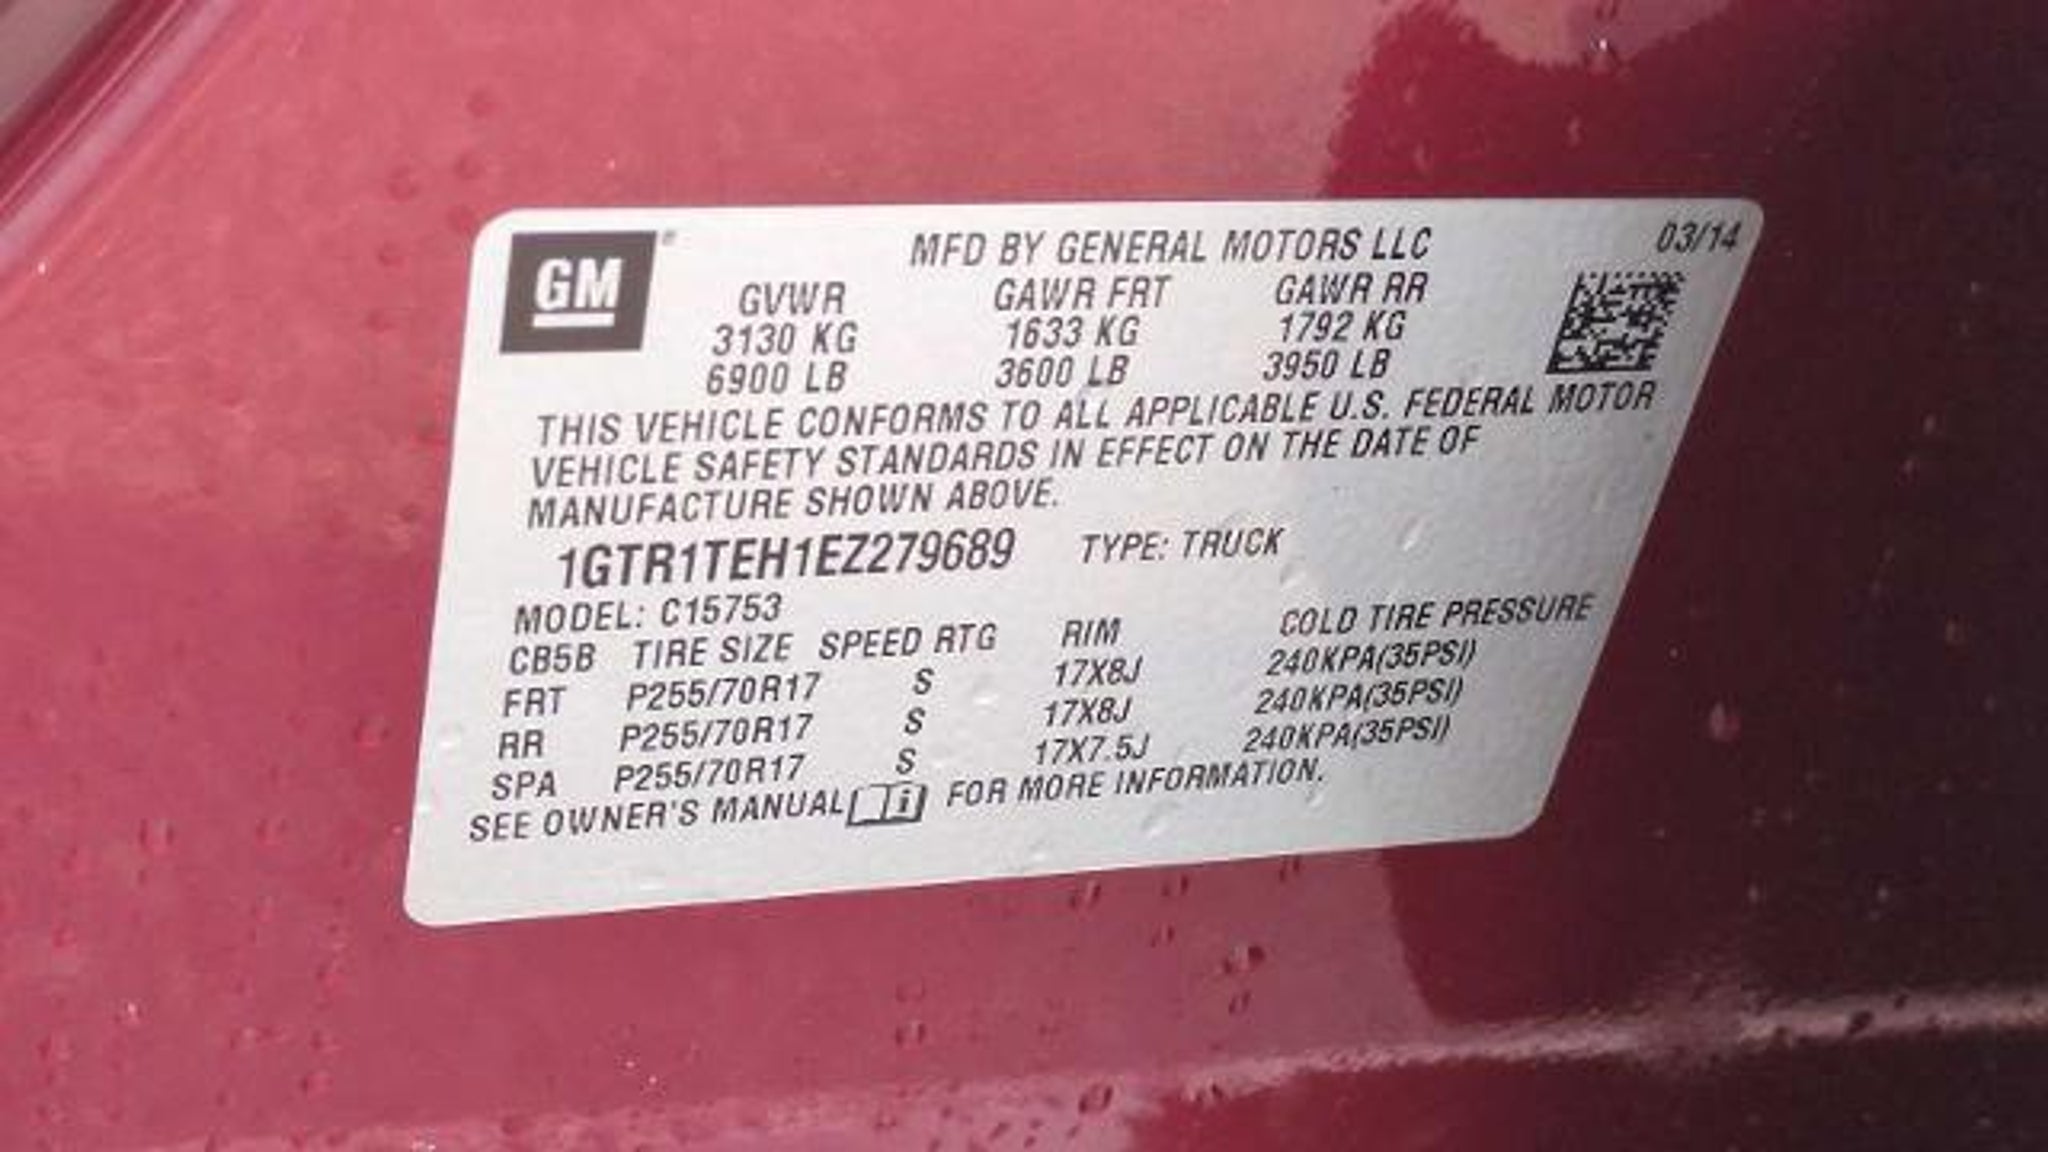 GM®
MFD BY GENERAL MOTORS LLC 03/14
GVWR GAWR FRT GAWR RR
3130 KG 1633 KG 1792 KG
6900 LB 3600 LB 3950 LB
THIS VEHICLE CONFORMS TO ALL APPLICABLE U.S. FEDERAL MOTOR
VEHICLE SAFETY STANDARDS IN EFFECT ON THE DATE OF
MANUFACTURE SHOWN ABOVE.
1GTR1TEH1EZ279689 TYPE: TRUCK
MODEL: C15753
CB5B TIRE SIZE SPEED RTG RIM COLD TIRE PRESSURE
FRT P255/70R17 S 17X8J 240KPA(35PSI)
RR P255/70R17 S 17X8J 240KPA(35PSI)
SPA P255/70R17 S 17X7.5J 240KPA(35PSI)
SEE OWNER'S MANUAL i FOR MORE INFORMATION.